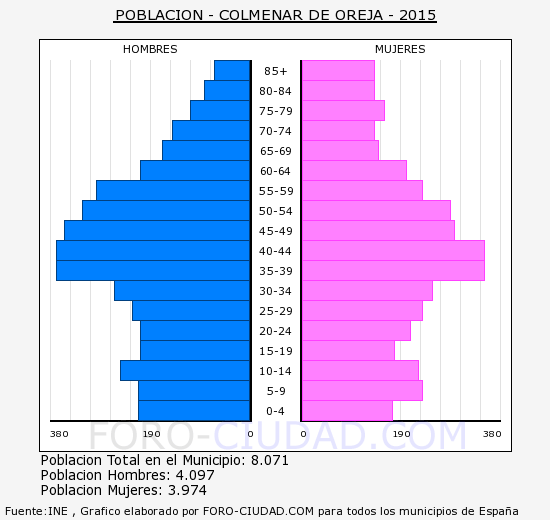 POBLACION - COLMENAR DE OREJA - 2015
HOMBRES MUJERES
85+
80-84
75-79
70-74
65-69
60-64
55-59
50-54
45-49
40-44
35-39
30-34
25-29
20-24
15-19
10-14
5-9
0-4
380 190 0 0 190 380
FORO-CIUDAD.COM
Poblacion Total en el Municipio: 8.071
Poblacion Hombres: 4.097
Poblacion Mujeres: 3.974
Fuente:INE , Grafico elaborado por FORO-CIUDAD.COM para todos los municipios de España